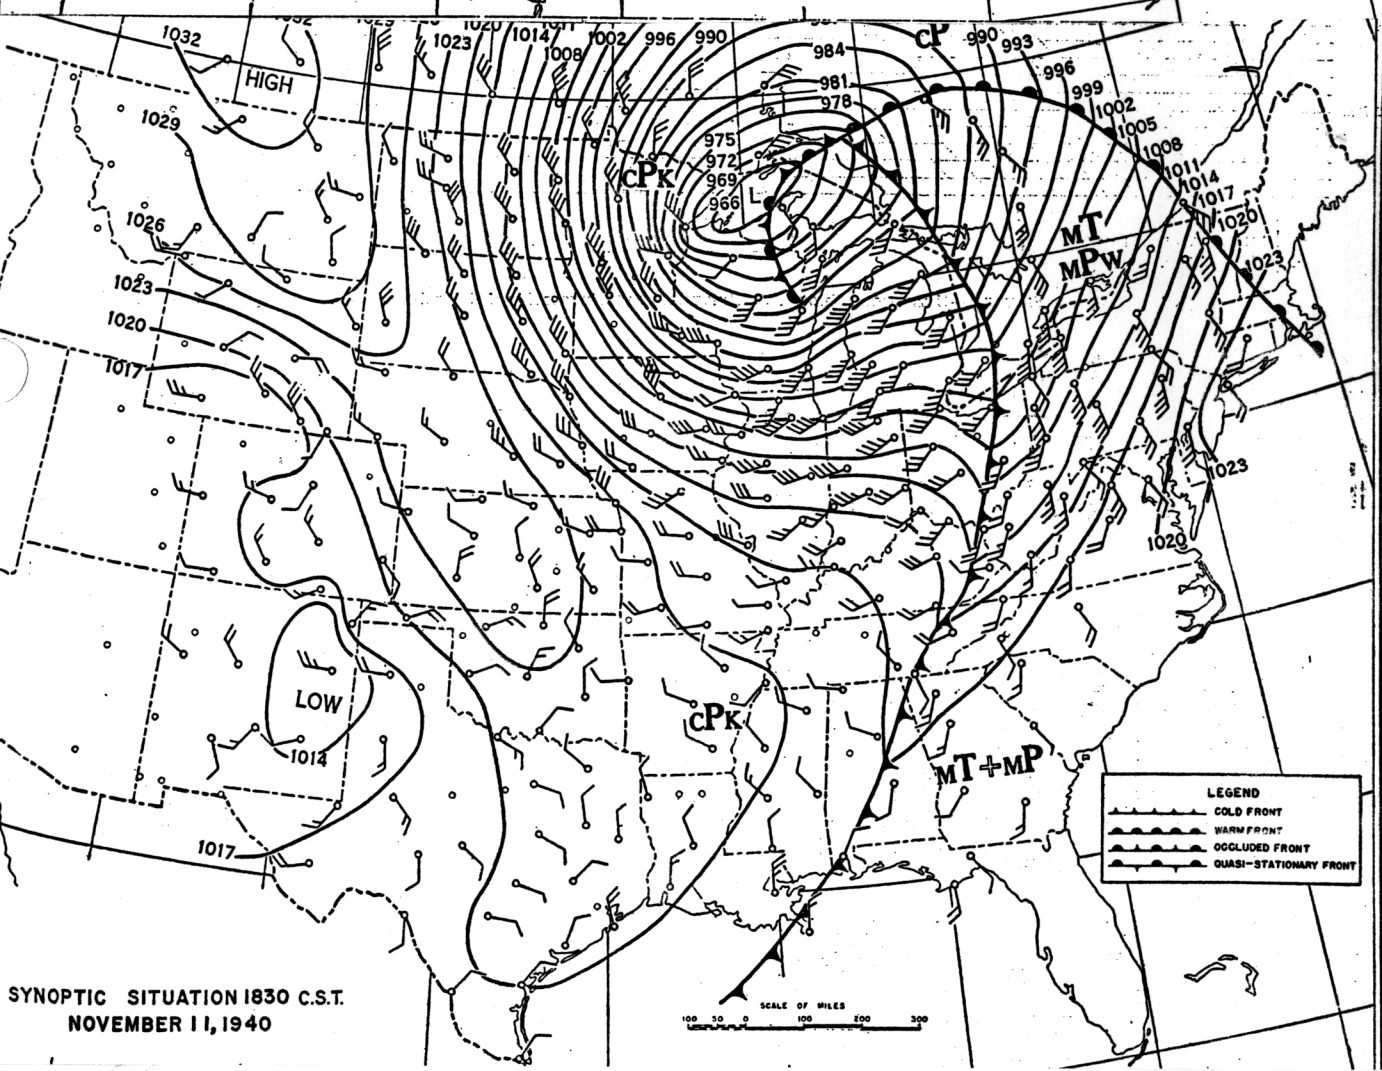 1032
1029
1020
1014
1002
996
990
984
cP
990
993
1023
1008
HIGH
981
978
996
999
1002
1005
1008
1011
1014
1017
1020
1023
1029
975
972
969
966
L
cPK
1026
mT
mPW
1023
1020
1017
1023
1020
LOW
1014
cPK
mT+mP
1017
LEGEND
COLD FRONT
WARM FRONT
OCCLUDED FRONT
QUASI-STATIONARY FRONT
SYNOPTIC SITUATION 1830 C.S.T.
NOVEMBER 11, 1940
SCALE OF MILES
100 50 0 100 200 300